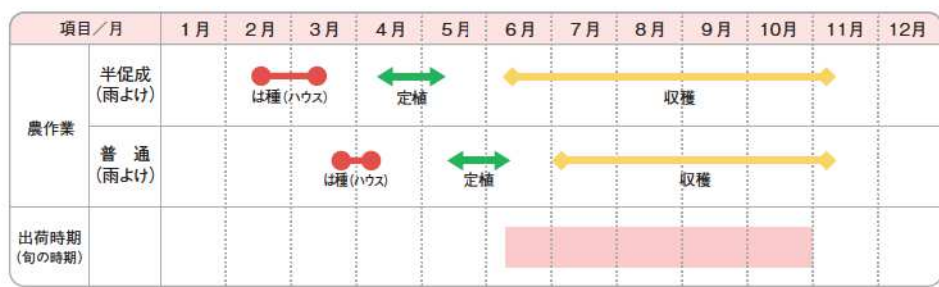 項目／月 1月 2月 3月 4月 5月 6月 7月 8月 9月 10月 11月 12月
農作業
半促成
(雨よけ)
は種(ハウス) 定植 収穫
普 通
(雨よけ)
は種(ハウス) 定植 収穫
出荷時期
(旬の時期)